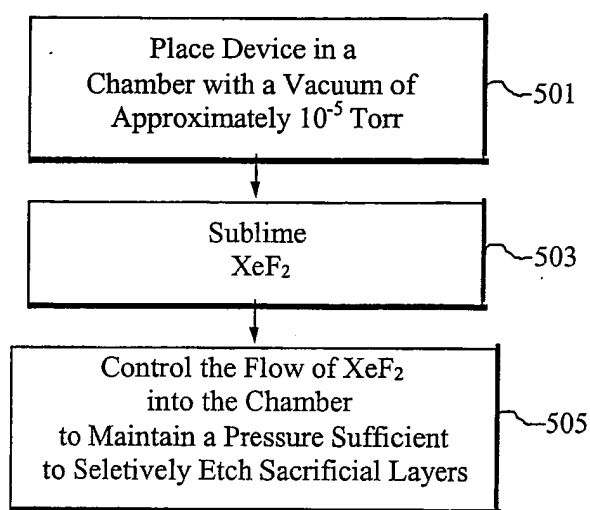 Place Device in a
Chamber with a Vacuum of
Approximately 10⁻⁵ Torr
501
Sublime
XeF₂
503
Control the Flow of XeF₂
into the Chamber
to Maintain a Pressure Sufficient
to Seletively Etch Sacrificial Layers
505